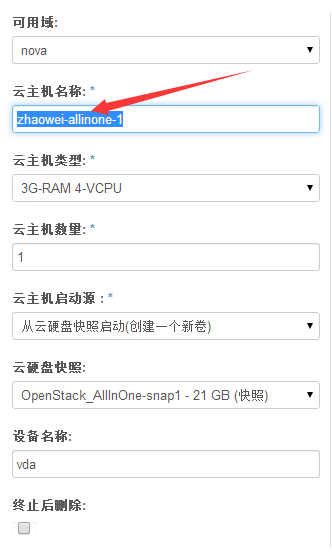 可用域:
nova
云主机名称: *
zhaowei-allinone-1
云主机类型: *
3G-RAM 4-VCPU
云主机数量: *
1
云主机启动源 : *
从云硬盘快照启动(创建一个新卷)
云硬盘快照:
OpenStack_AllInOne-snap1 - 21 GB (快照)
设备名称:
vda
终止后删除: